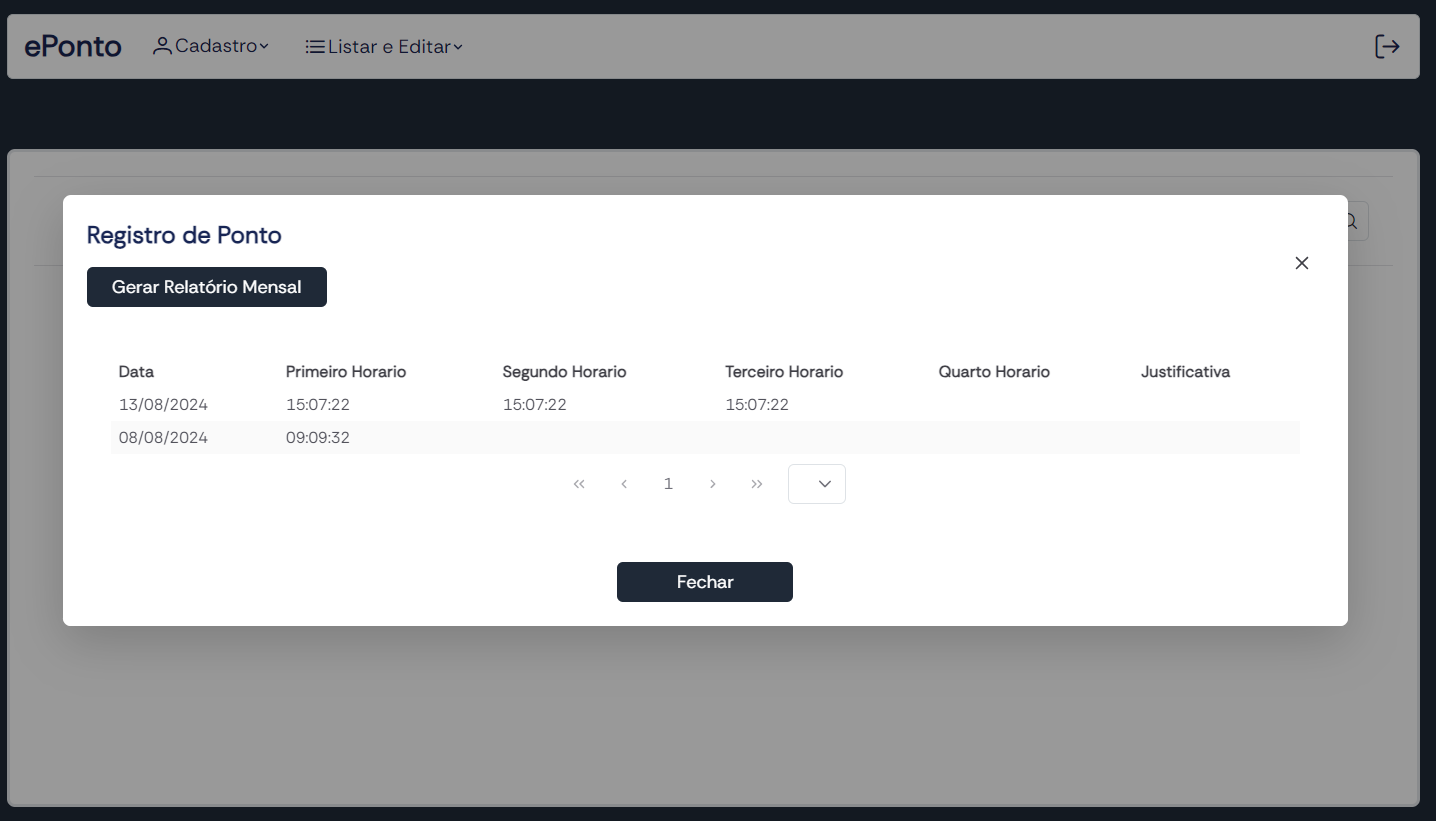 ePonto Cadastro Listar e Editar
Registro de Ponto
Gerar Relatório Mensal
Data Primeiro Horario Segundo Horario Terceiro Horario Quarto Horario Justificativa
13/08/2024 15:07:22 15:07:22 15:07:22
08/08/2024 09:09:32
1
Fechar